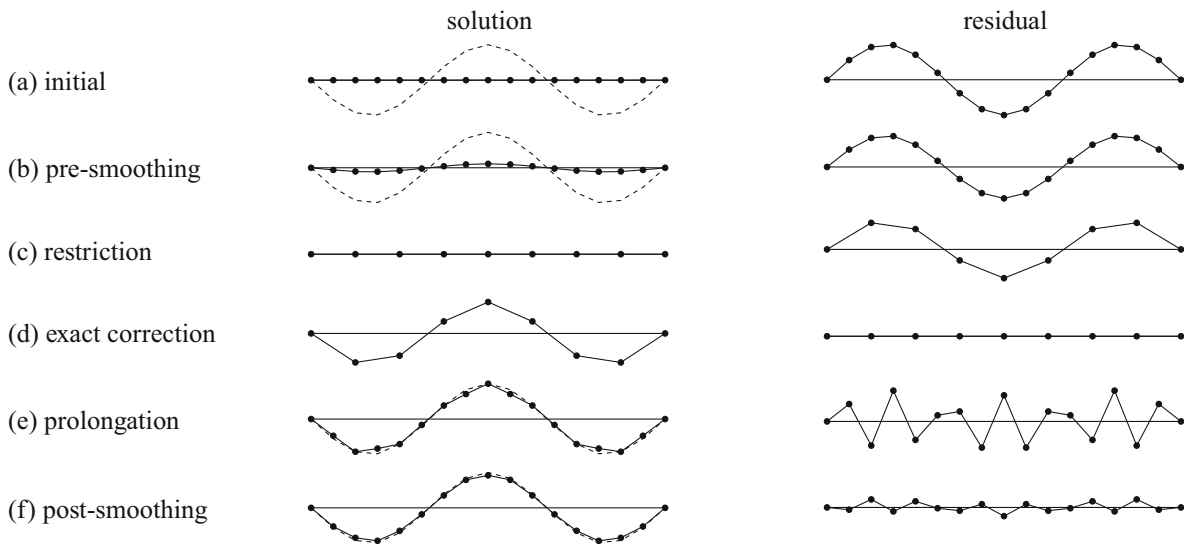 solution residual
(a) initial
(b) pre-smoothing
(c) restriction
(d) exact correction
(e) prolongation
(f) post-smoothing